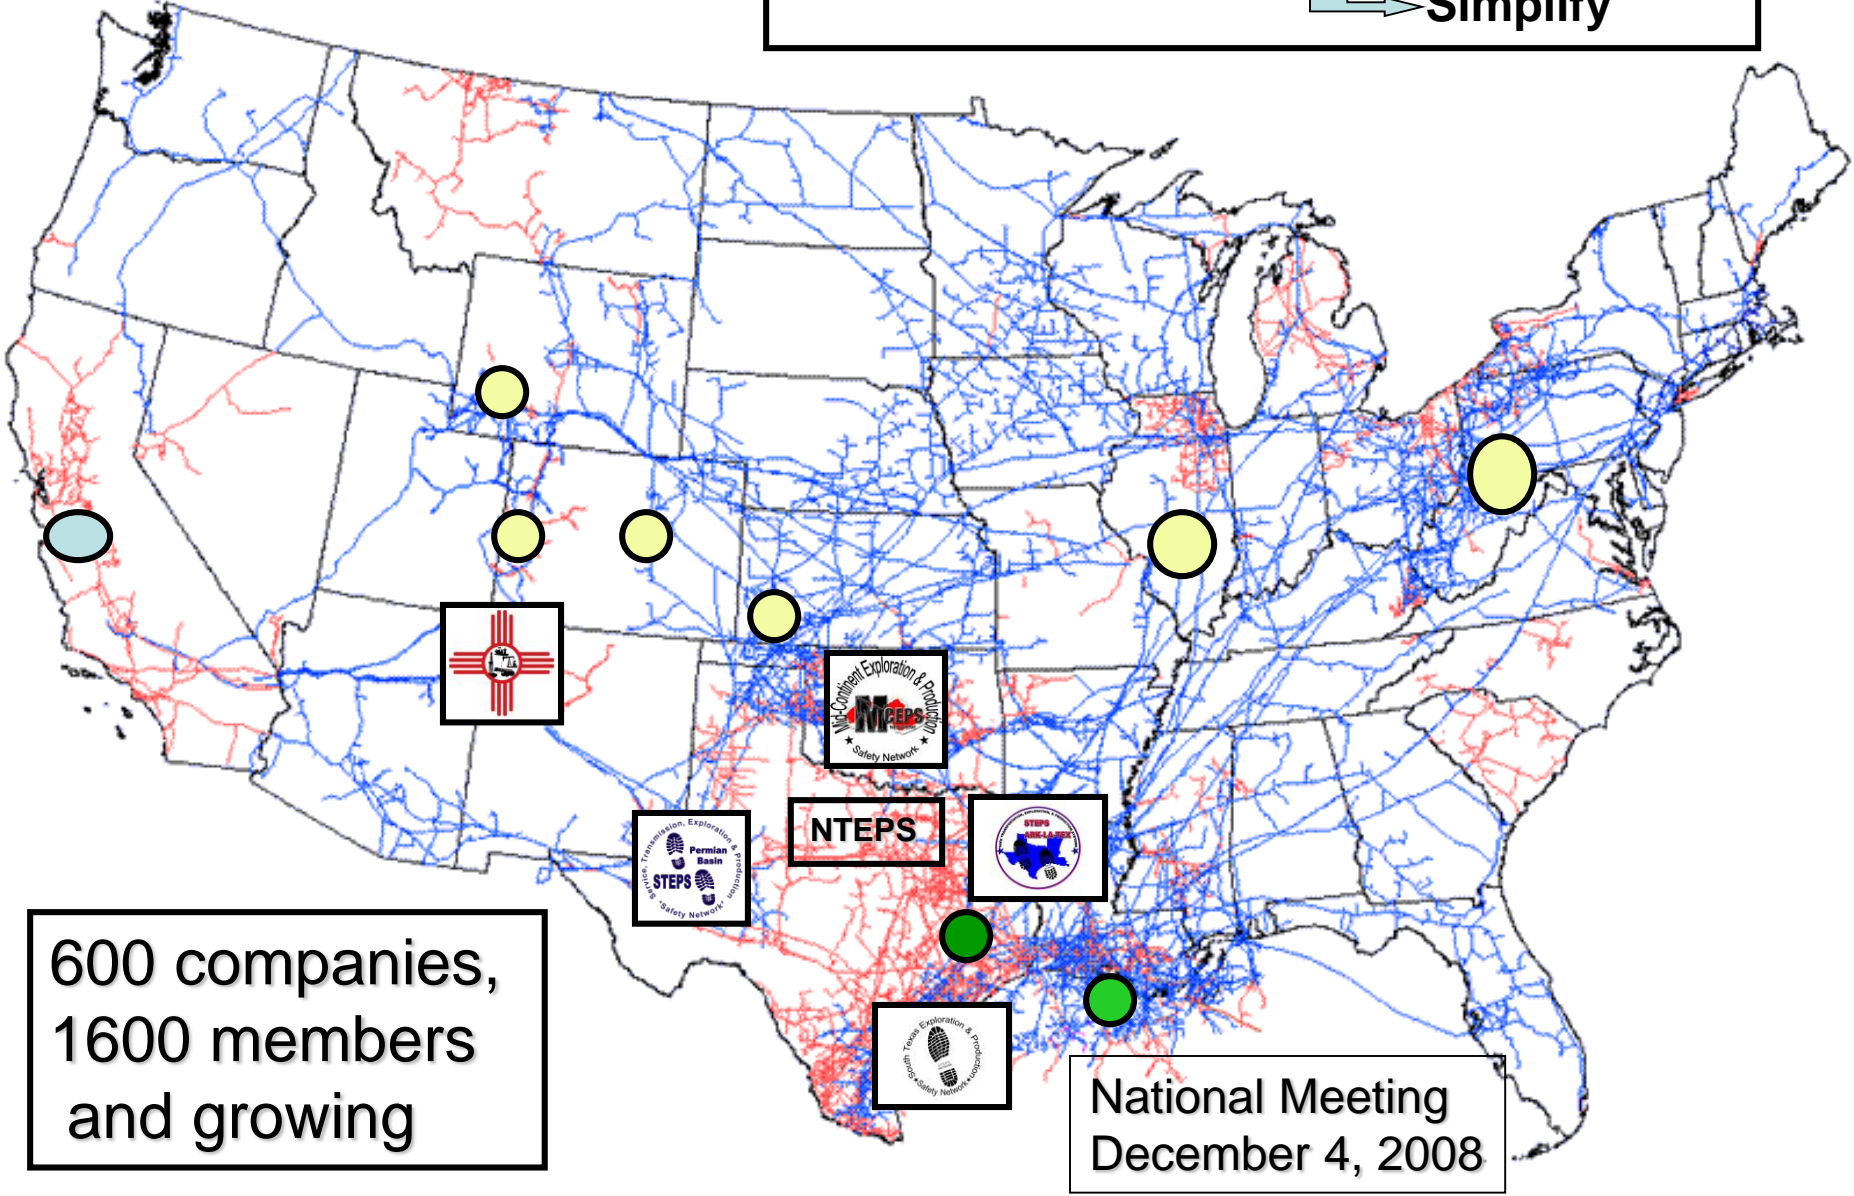 Simplify
Mid-Continent Exploration & Production
MCEPS
★ Safety Network ★
NTEPS
STEPS
ARK-LA-TEX
Service, Transmission, Exploration & Production
Permian
Basin
STEPS
"Safety Network"
600 companies,
1600 members
and growing
South Texas Exploration & Production
★Safety Network★
National Meeting
December 4, 2008